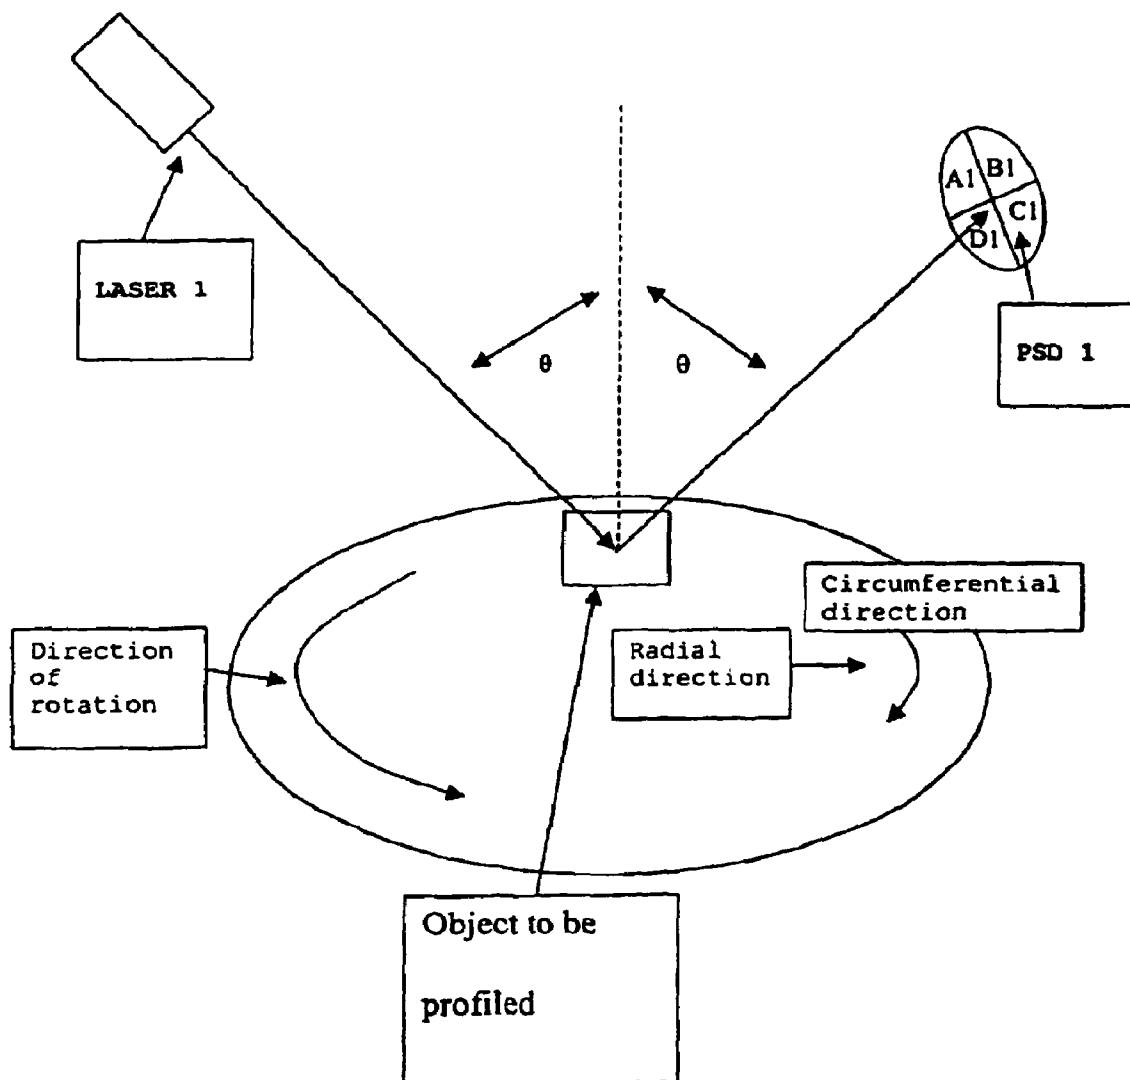 A1 B1
C1
D1
LASER 1
PSD 1
θ θ
Circumferential
direction
Direction
of
rotation
Radial
direction
Object to be
profiled